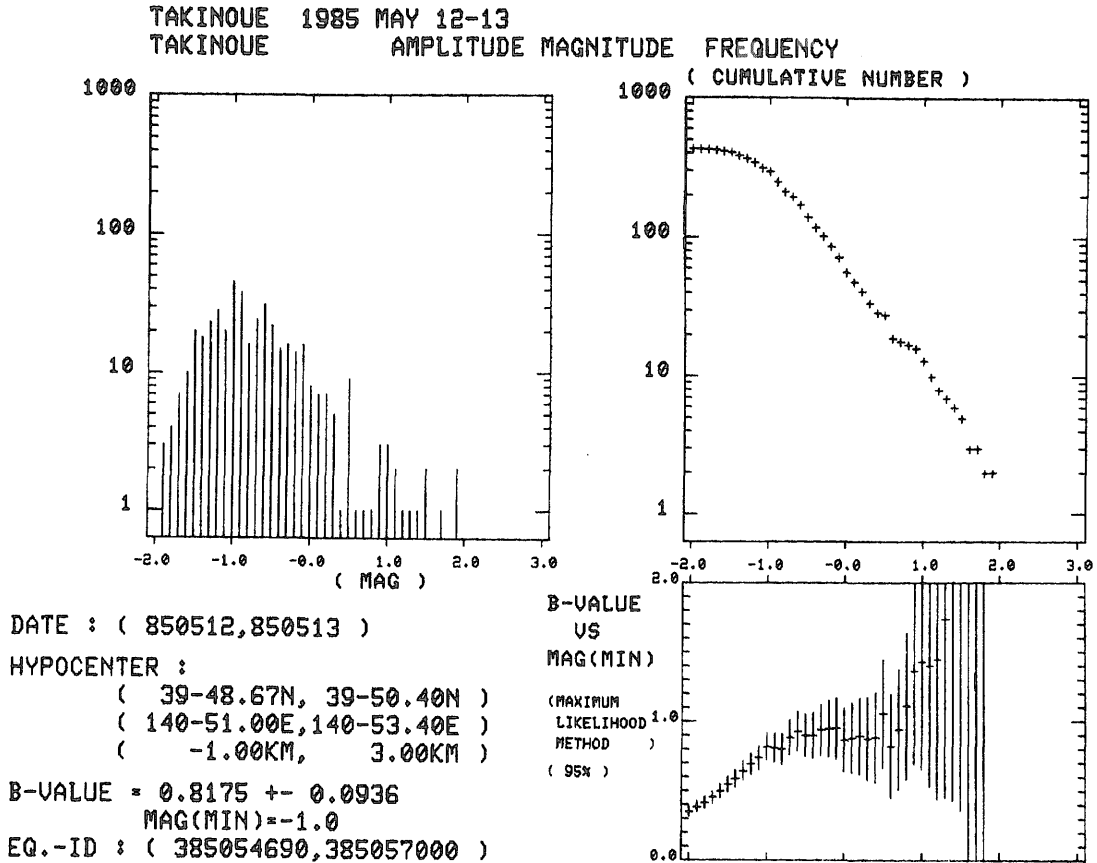 TAKINOUE 1985 MAY 12-13
TAKINOUE AMPLITUDE MAGNITUDE FREQUENCY
( CUMULATIVE NUMBER )
1000
100
10
1
-2.0 -1.0 -0.0 1.0 2.0 3.0
( MAG )
1000
100
10
1
-2.0 -1.0 -0.0 1.0 2.0 3.0
DATE : ( 850512,850513 )
HYPOCENTER :
( 39-48.67N, 39-50.40N )
( 140-51.00E,140-53.40E )
( -1.00KM, 3.00KM )
B-VALUE = 0.8175 +- 0.0936
MAG(MIN)=-1.0
EQ.-ID : ( 385054690,385057000 )
B-VALUE
VS
MAG(MIN)
(MAXIMUM
LIKELIHOOD
METHOD )
( 95% )
2.0
1.0
0.0